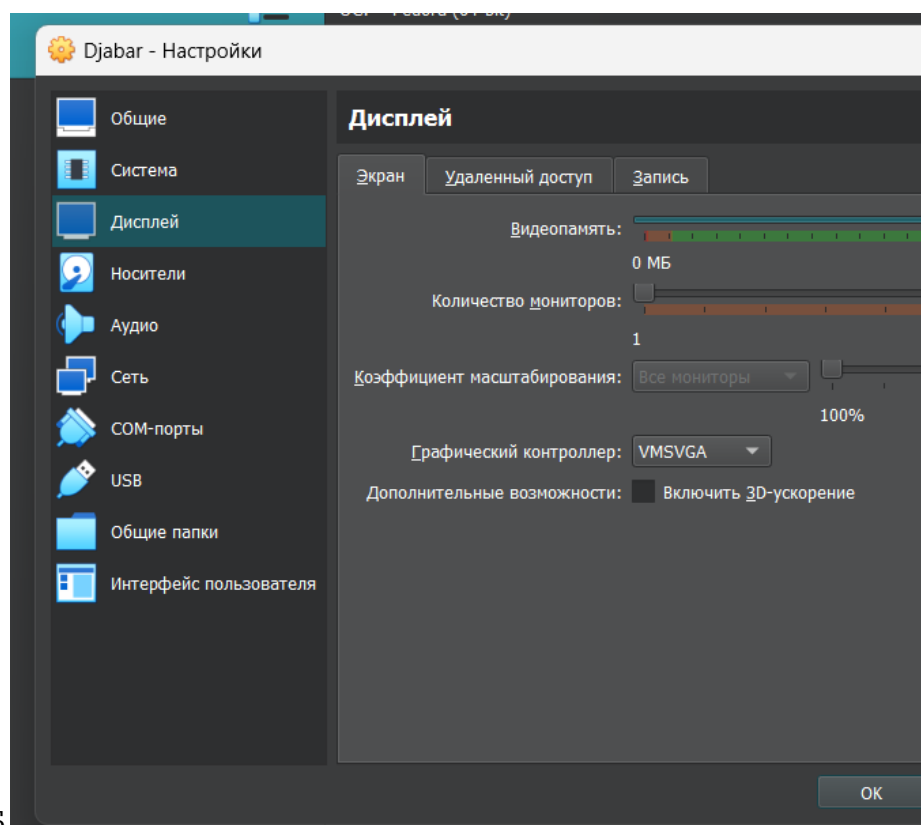 Djabar - Настройки
Общие
Система
Дисплей
Носители
Аудио
Сеть
COM-порты
USB
Общие папки
Интерфейс пользователя
Дисплей
Экран Удаленный доступ Запись
Видеопамять:
0 МБ
Количество мониторов:
1
Коэффициент масштабирования: Все мониторы
100%
Графический контроллер: VMSVGA
Дополнительные возможности: Включить 3D-ускорение
OK